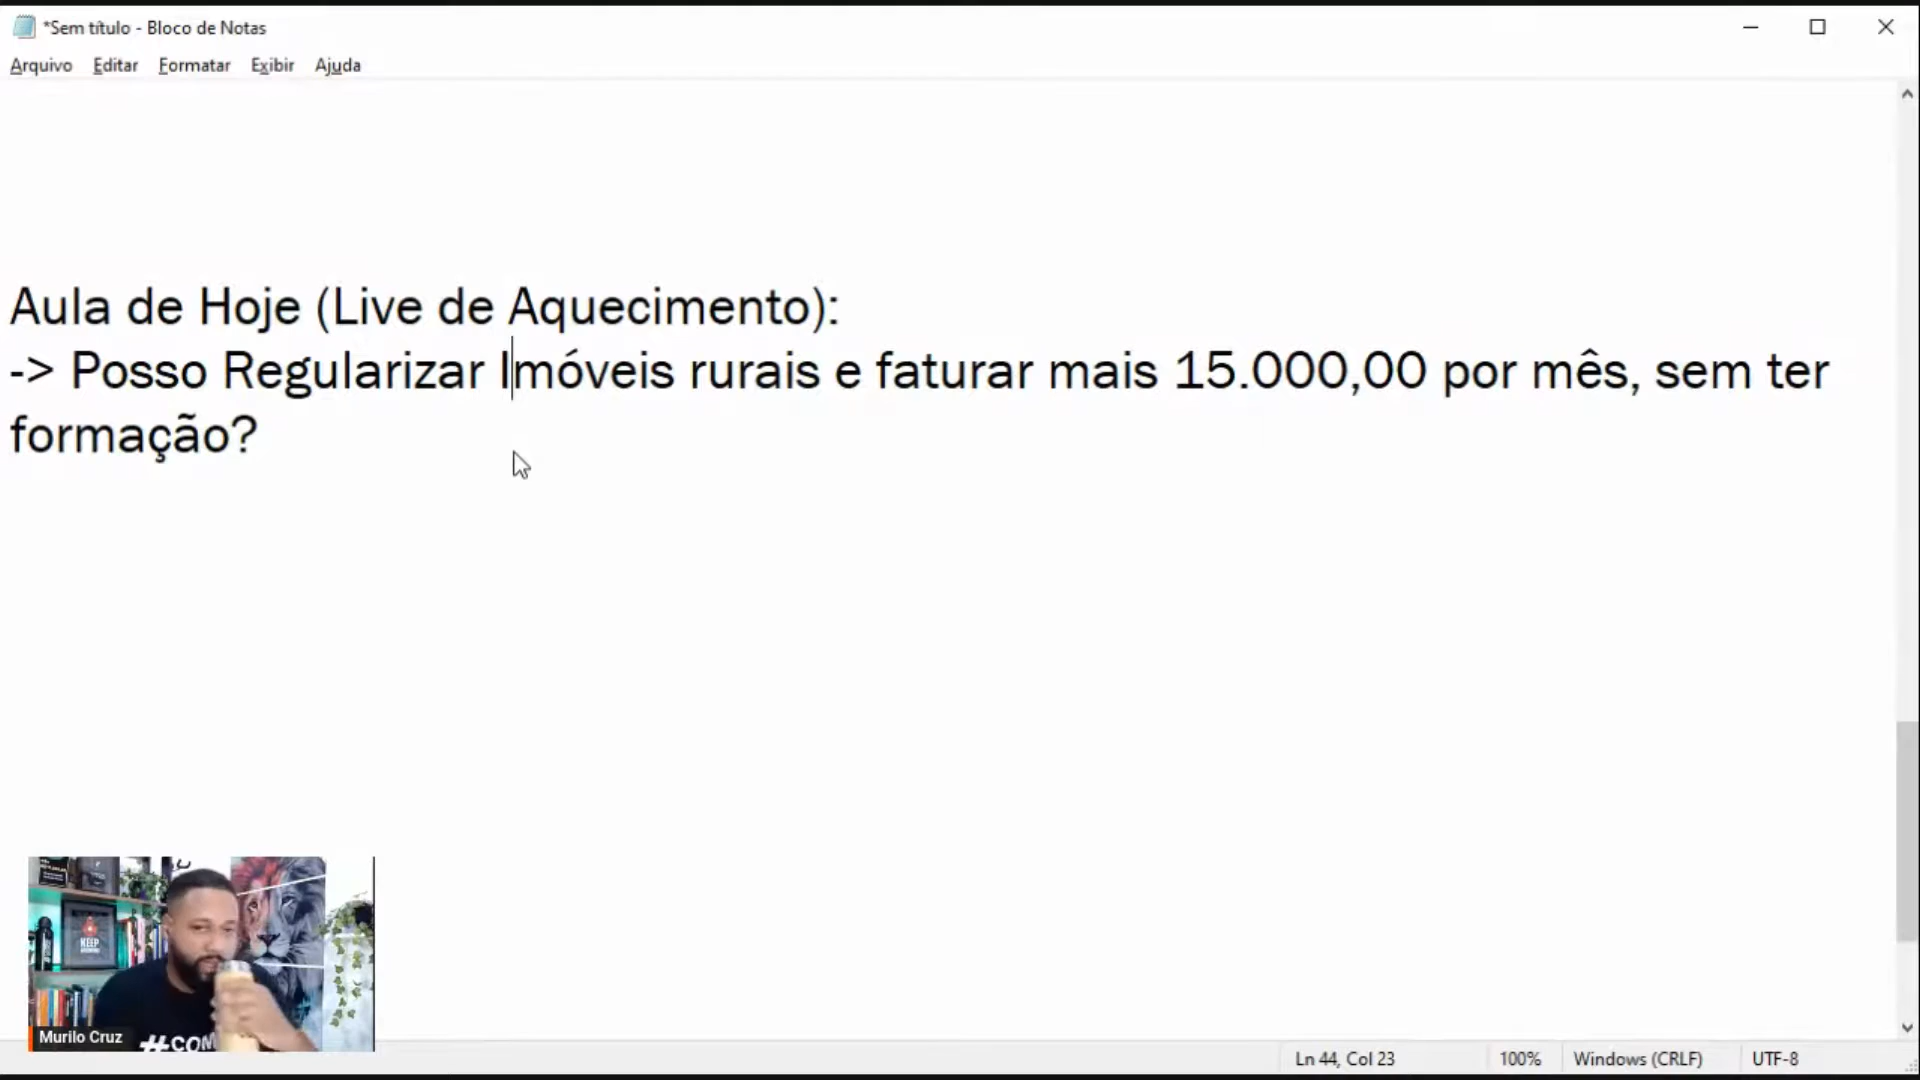 *Sem título - Bloco de Notas
Arquivo Editar Formatar Exibir Ajuda
Aula de Hoje (Live de Aquecimento):
-> Posso Regularizar Imóveis rurais e faturar mais 15.000,00 por mês, sem ter
formação?
KEEP
#COM
Murilo Cruz
Ln 44, Col 23 100% Windows (CRLF) UTF-8